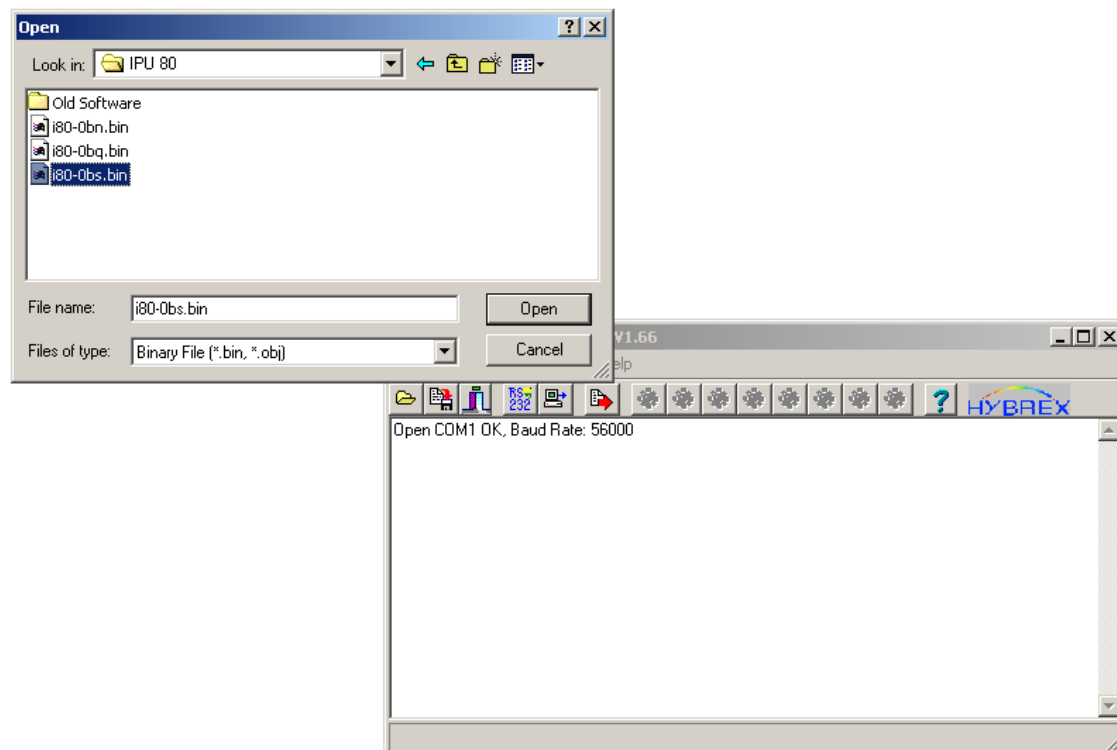 Open
Look in: IPU 80
Old Software
i80-0bn.bin
i80-0bq.bin
i80-0bs.bin
File name: i80-0bs.bin Open
Files of type: Binary File (*.bin, *.obj) Cancel
V1.66
elp
RS-
232
? HYBREX
Open COM1 OK, Baud Rate: 56000